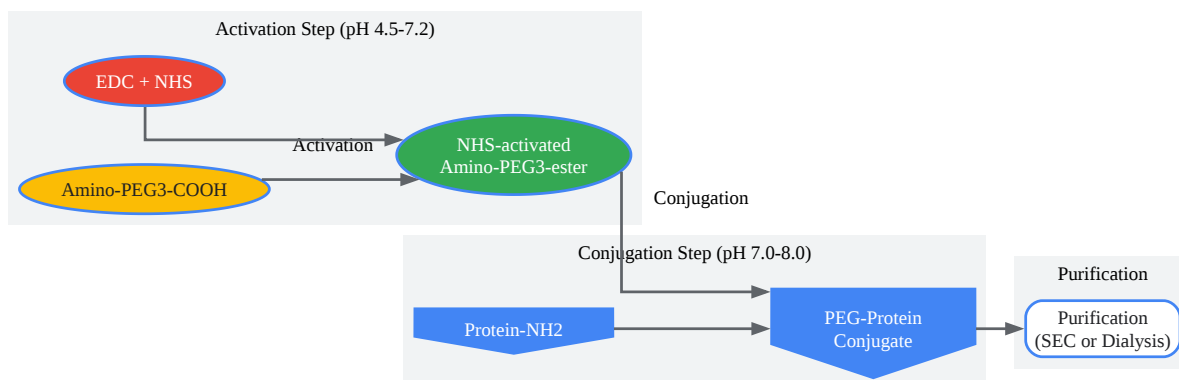 Activation Step (pH 4.5-7.2)
EDC + NHS
Activation
NHS-activated
Amino-PEG3-ester
Amino-PEG3-COOH
Conjugation
Conjugation Step (pH 7.0-8.0)
Protein-NH2
PEG-Protein
Conjugate
Purification
Purification
(SEC or Dialysis)